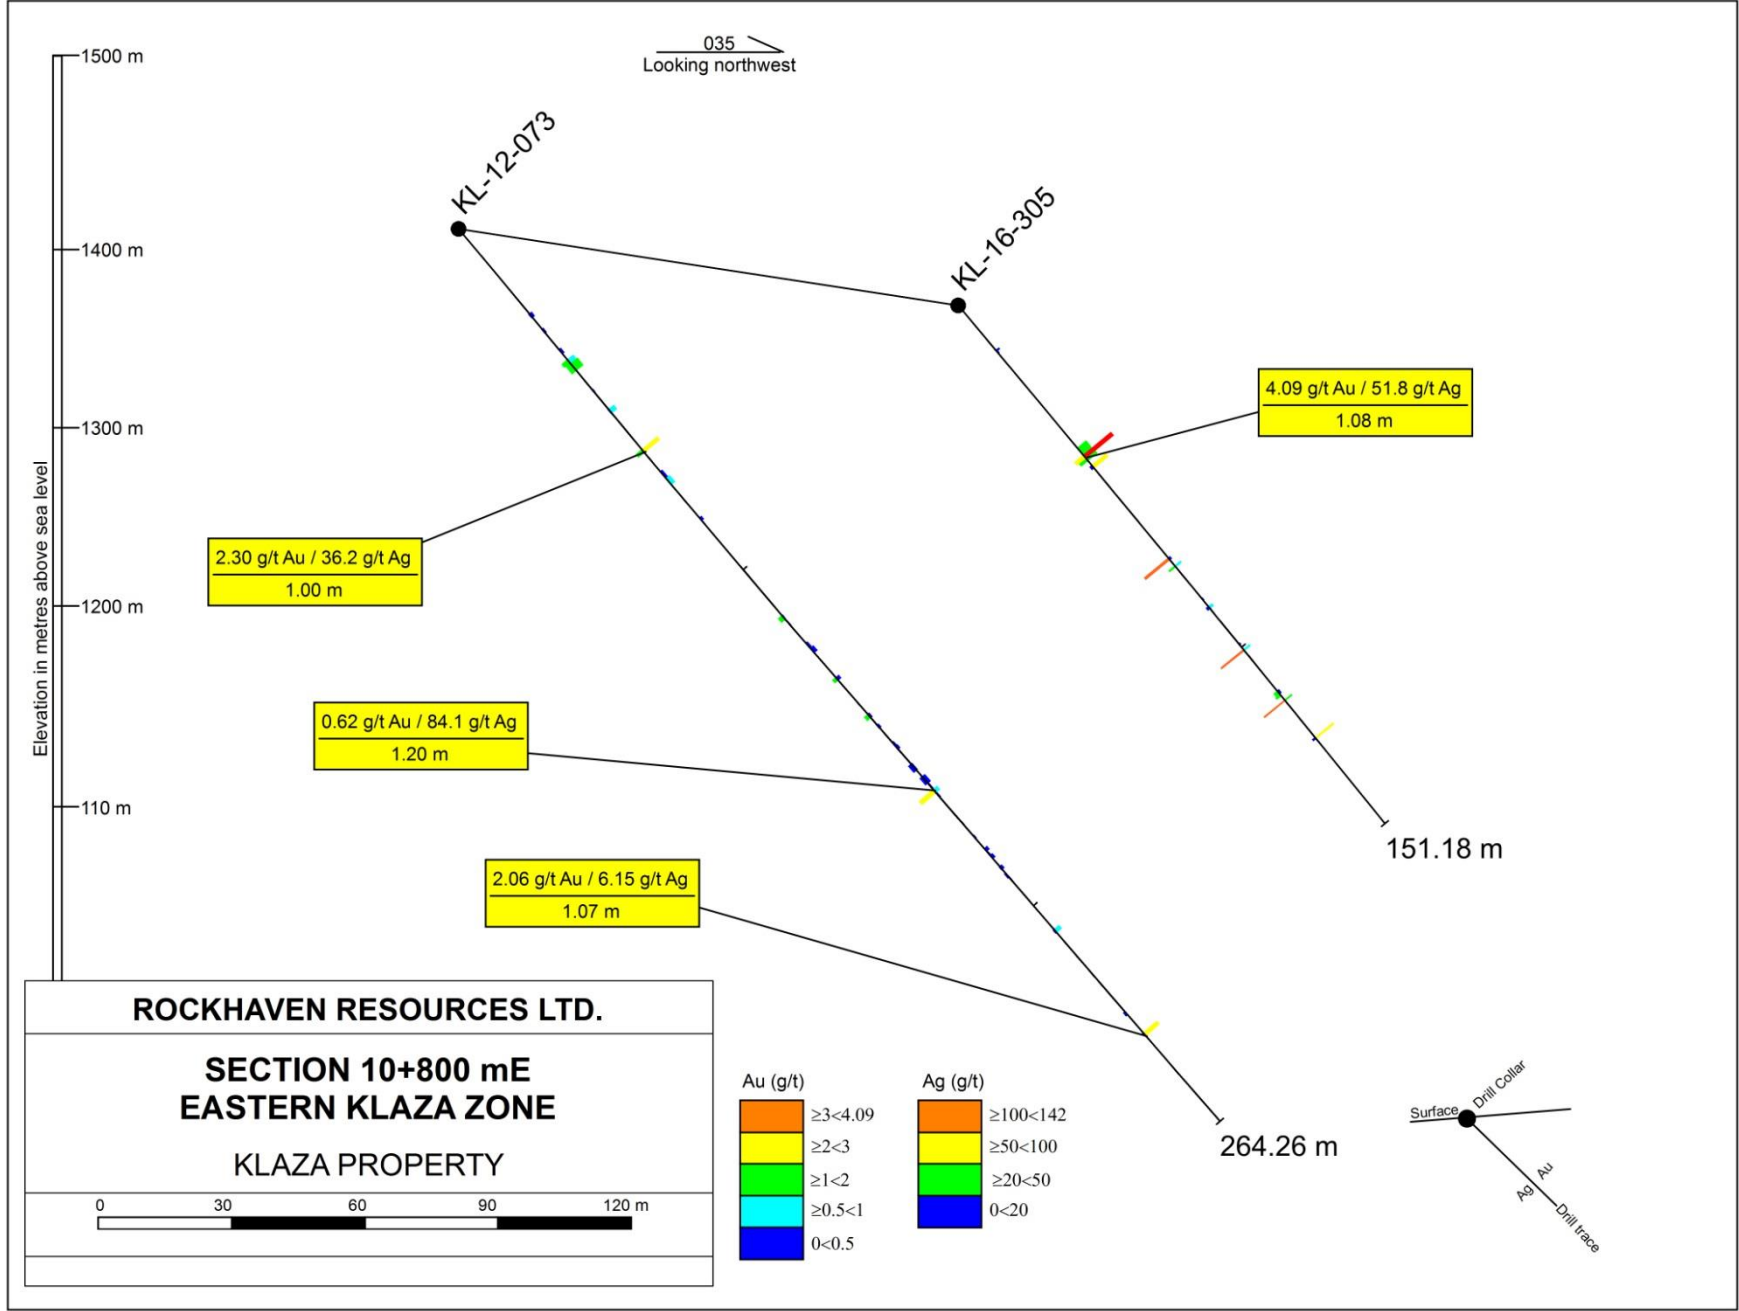 035
Looking northwest
1500 m
1400 m
1300 m
1200 m
110 m
Elevation in metres above sea level
KL-12-073
KL-16-305
4.09 g/t Au / 51.8 g/t Ag
1.08 m
2.30 g/t Au / 36.2 g/t Ag
1.00 m
0.62 g/t Au / 84.1 g/t Ag
1.20 m
2.06 g/t Au / 6.15 g/t Ag
1.07 m
151.18 m
264.26 m
ROCKHAVEN RESOURCES LTD.
SECTION 10+800 mE
EASTERN KLAZA ZONE
KLAZA PROPERTY
0 30 60 90 120 m
Au (g/t)
≥3<4.09
≥2<3
≥1<2
≥0.5<1
0<0.5
Ag (g/t)
≥100<142
≥50<100
≥20<50
0<20
Surface
Drill Collar
Au
Ag
Drill trace